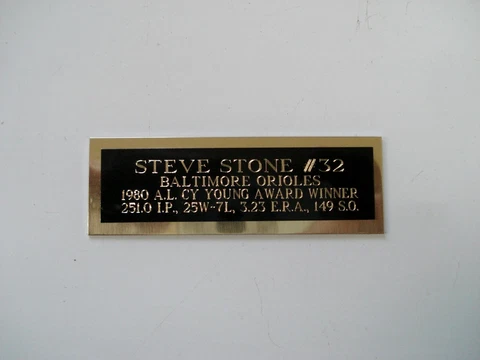 STEVE STONE #32
BALTIMORE ORIOLES
1980 A.L. CY YOUNG AWARD WINNER
251.0 I.P., 25W-7L, 3.23 E.R.A., 149 S.O.